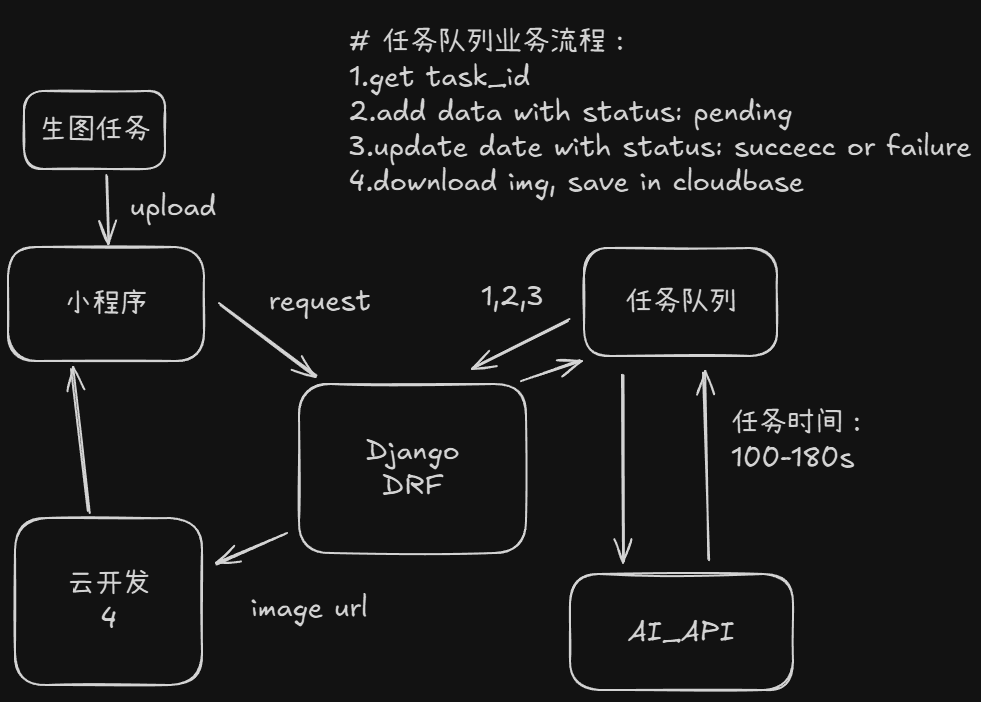 # 任务队列业务流程：
1.get task_id
2.add data with status: pending
3.update date with status: succecc or failure
4.download img, save in cloudbase
生图任务
upload
小程序
request
1,2,3
任务队列
Django
DRF
任务时间：
100-180s
云开发
4
image url
AI_API